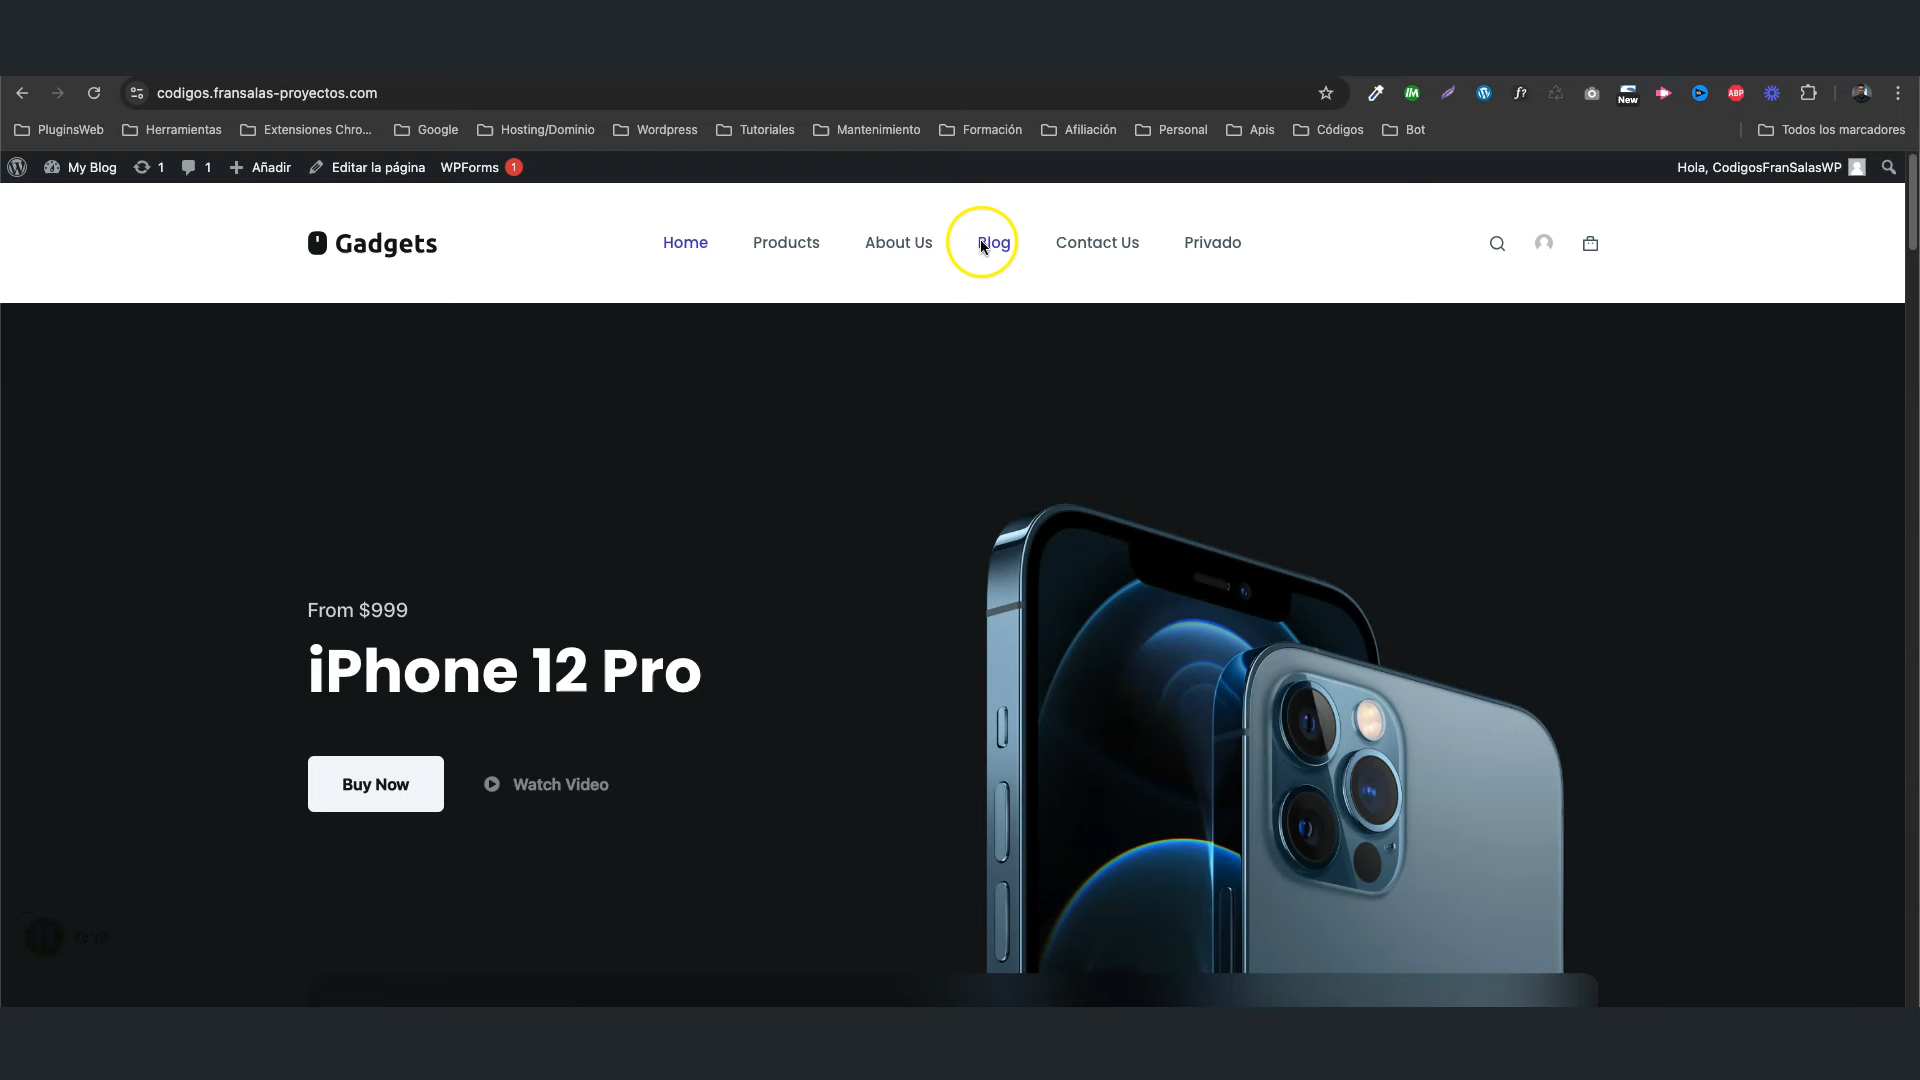 codigos.fransalas-proyectos.com
New
ABP
f?
PluginsWeb
Herramientas
Extensiones Chro...
Google
Hosting/Dominio
Wordpress
Tutoriales
Mantenimiento
Formación
Afiliación
Personal
Apis
Códigos
Bot
Todos los marcadores
My Blog
1
1
Añadir
Editar la página
WPForms 1
Hola, CodigosFranSalasWP
Gadgets
Home
Products
About Us
Blog
Contact Us
Privado
From $999
iPhone 12 Pro
Buy Now
Watch Video